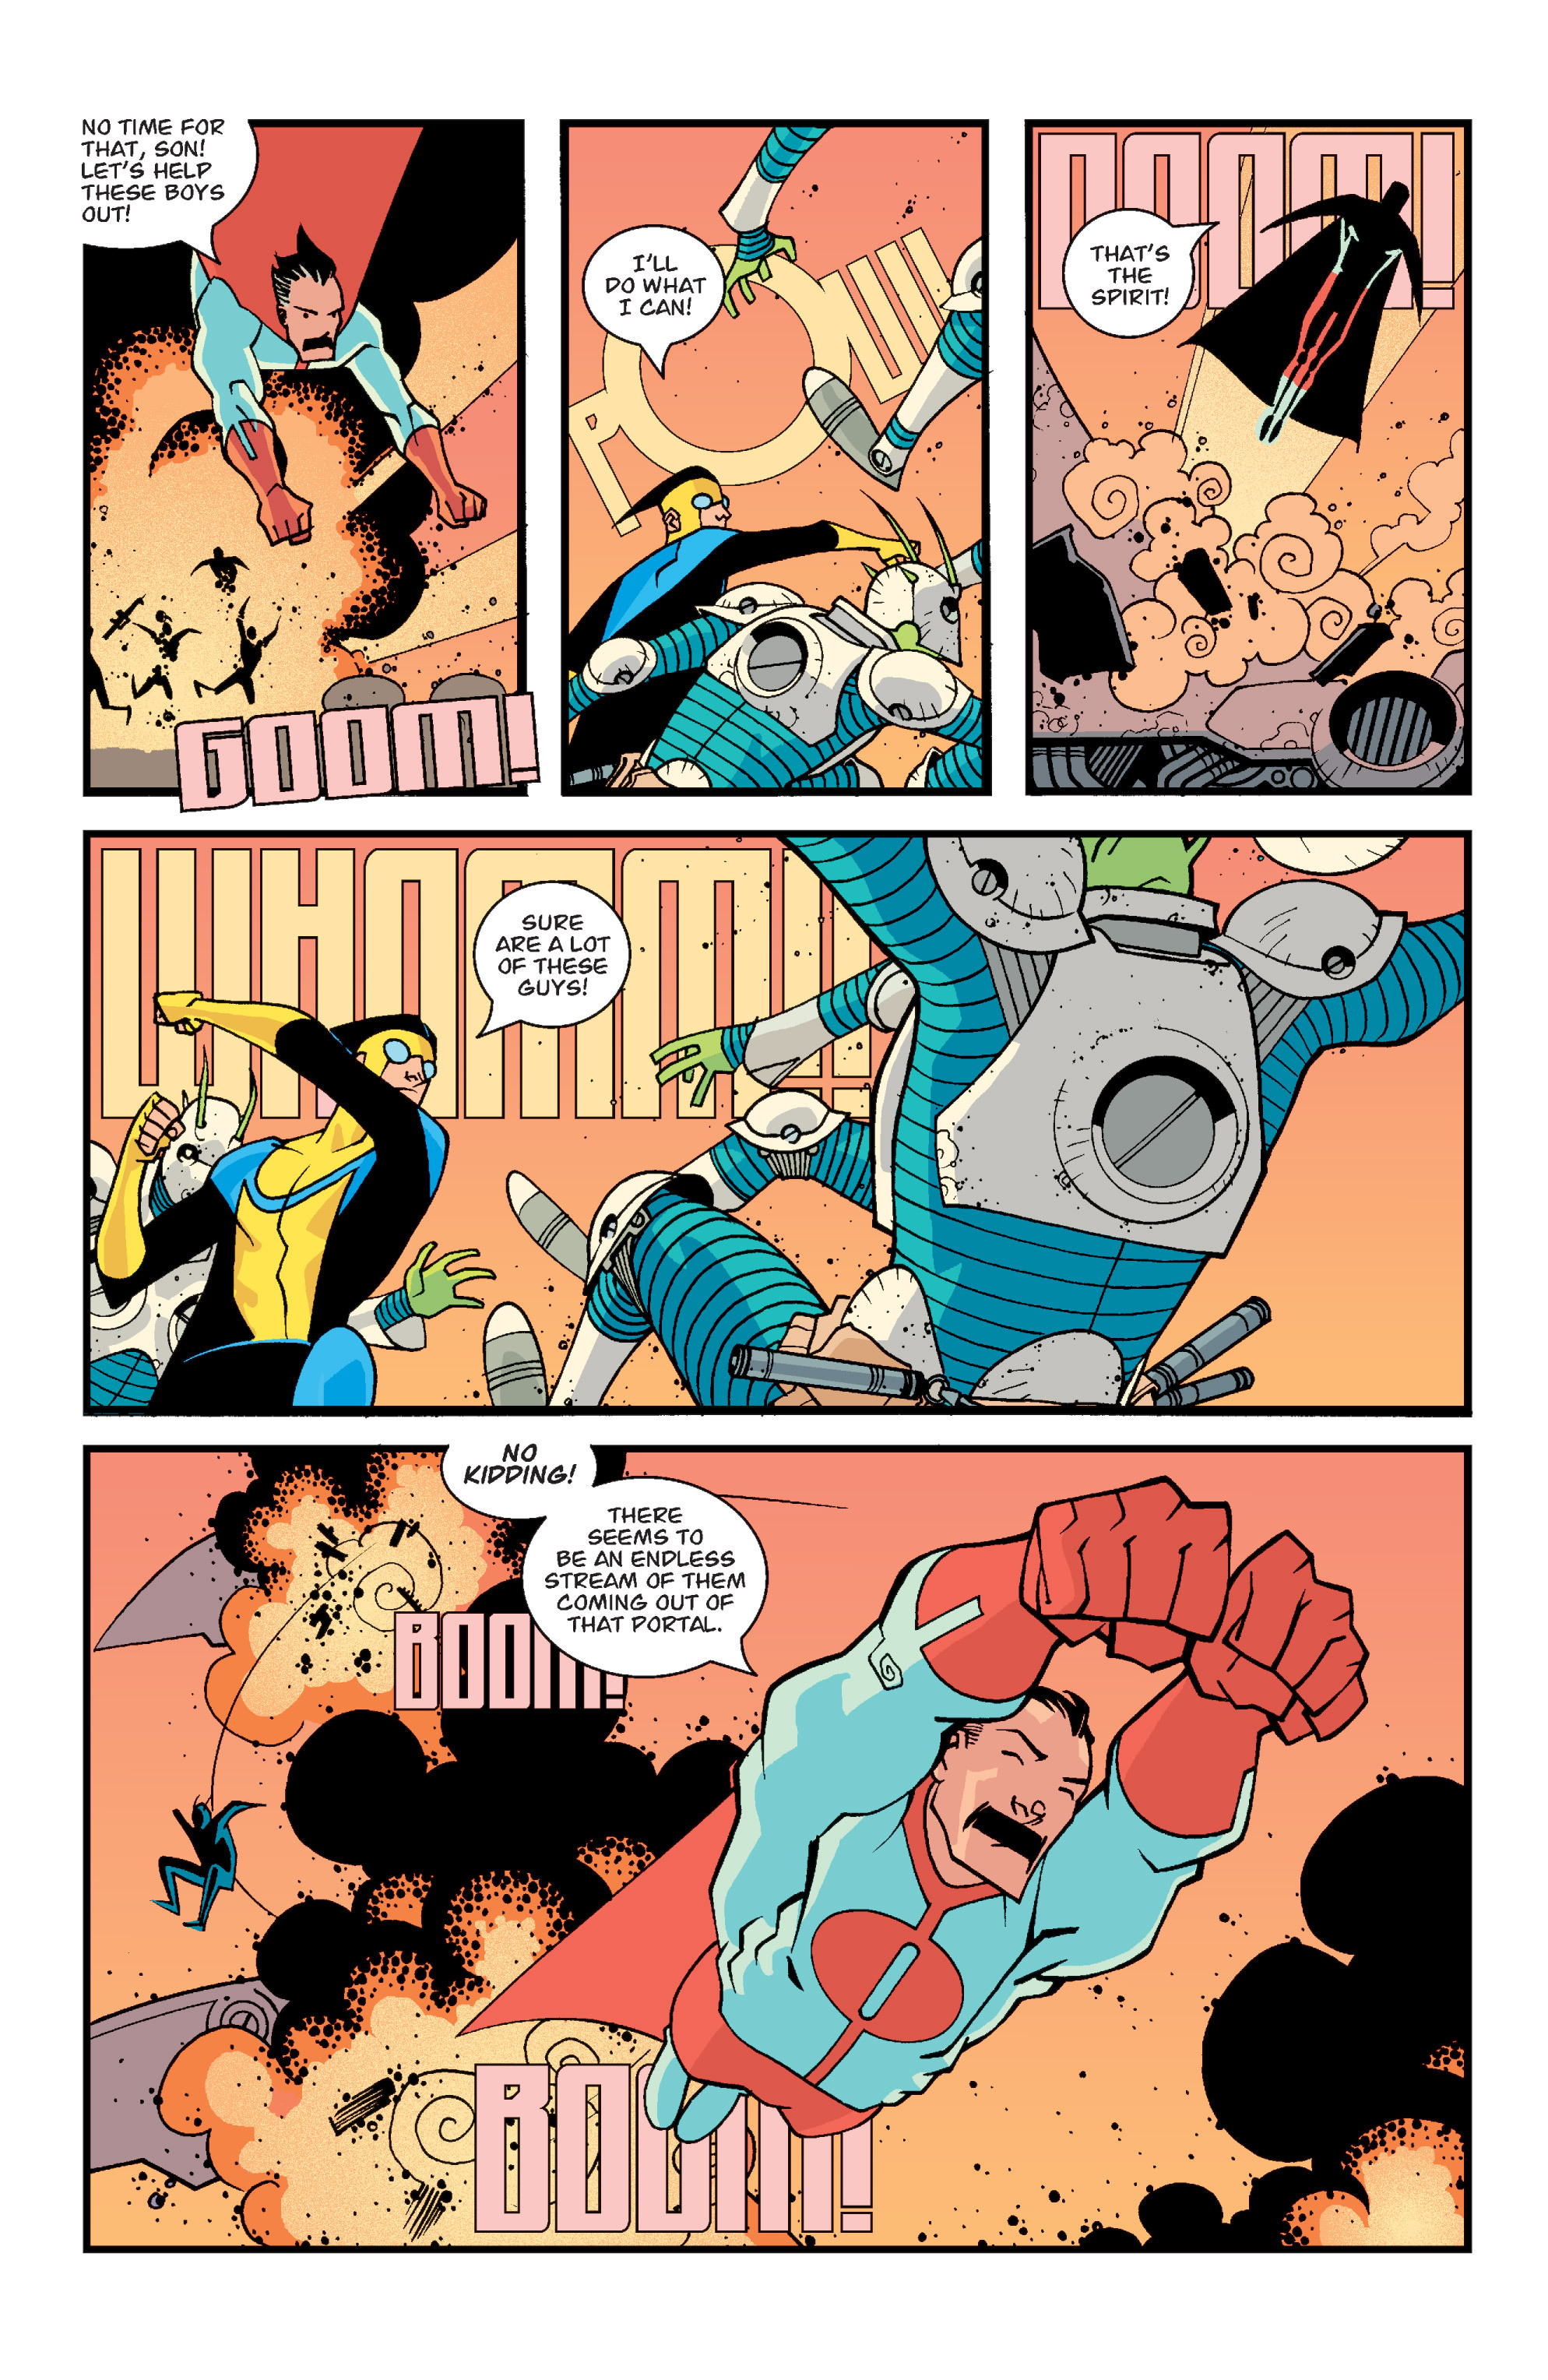 NO TIME FOR
THAT, SON!
LET'S HELP
THESE BOYS
OUT!
GOOM!
I'LL
DO WHAT
I CAN!
POW!
DOOM!
THAT'S
THE
SPIRIT!
WHAMM!
SURE
ARE A LOT
OF THESE
GUYS!
NO
KIDDING!
THERE
SEEMS TO
BE AN ENDLESS
STREAM OF THEM
COMING OUT OF
THAT PORTAL.
BOOM!
BOOM!